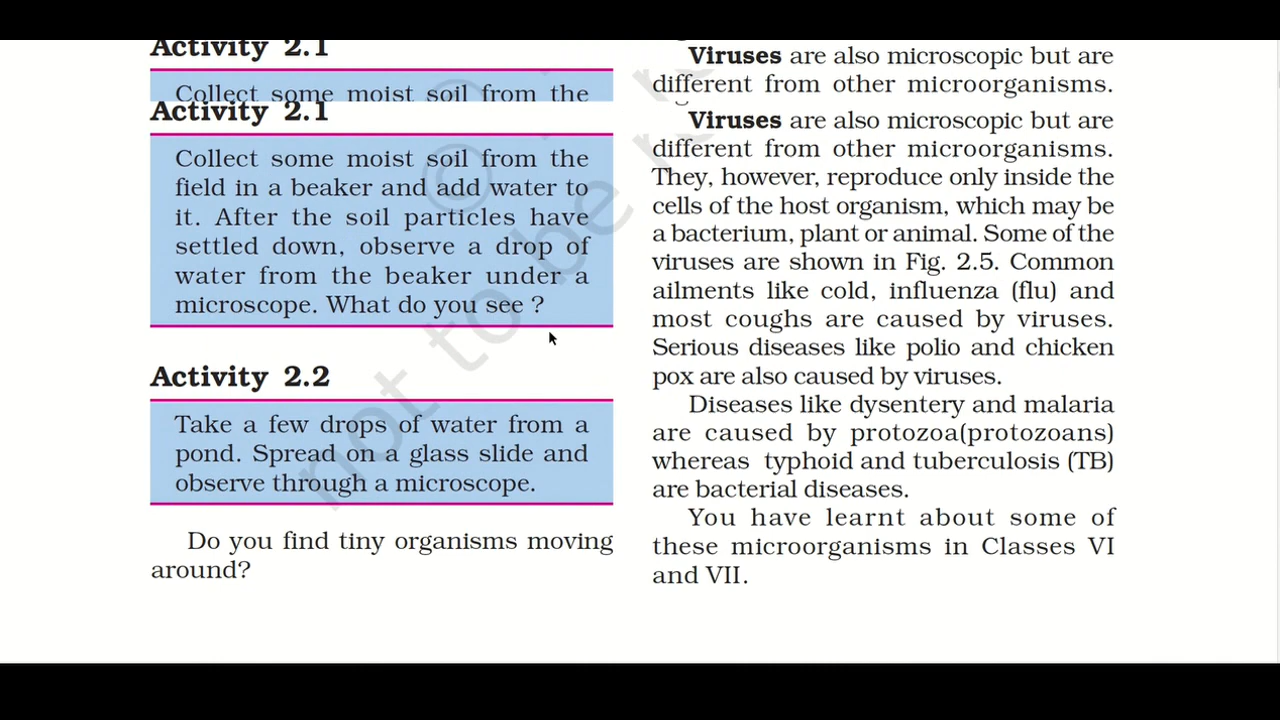 Activity 2.1
Collect some moist soil from the
Activity 2.1
Collect some moist soil from the
field in a beaker and add water to
it. After the soil particles have
settled down, observe a drop of
water from the beaker under a
microscope. What do you see ?
Activity 2.2
Take a few drops of water from a
pond. Spread on a glass slide and
observe through a microscope.
Do you find tiny organisms moving
around?
Viruses are also microscopic but are
different from other microorganisms.
Viruses are also microscopic but are
different from other microorganisms.
They, however, reproduce only inside the
cells of the host organism, which may be
a bacterium, plant or animal. Some of the
viruses are shown in Fig. 2.5. Common
ailments like cold, influenza (flu) and
most coughs are caused by viruses.
Serious diseases like polio and chicken
pox are also caused by viruses.
Diseases like dysentery and malaria
are caused by protozoa(protozoans)
whereas typhoid and tuberculosis (TB)
are bacterial diseases.
You have learnt about some of
these microorganisms in Classes VI
and VII.
© not to be